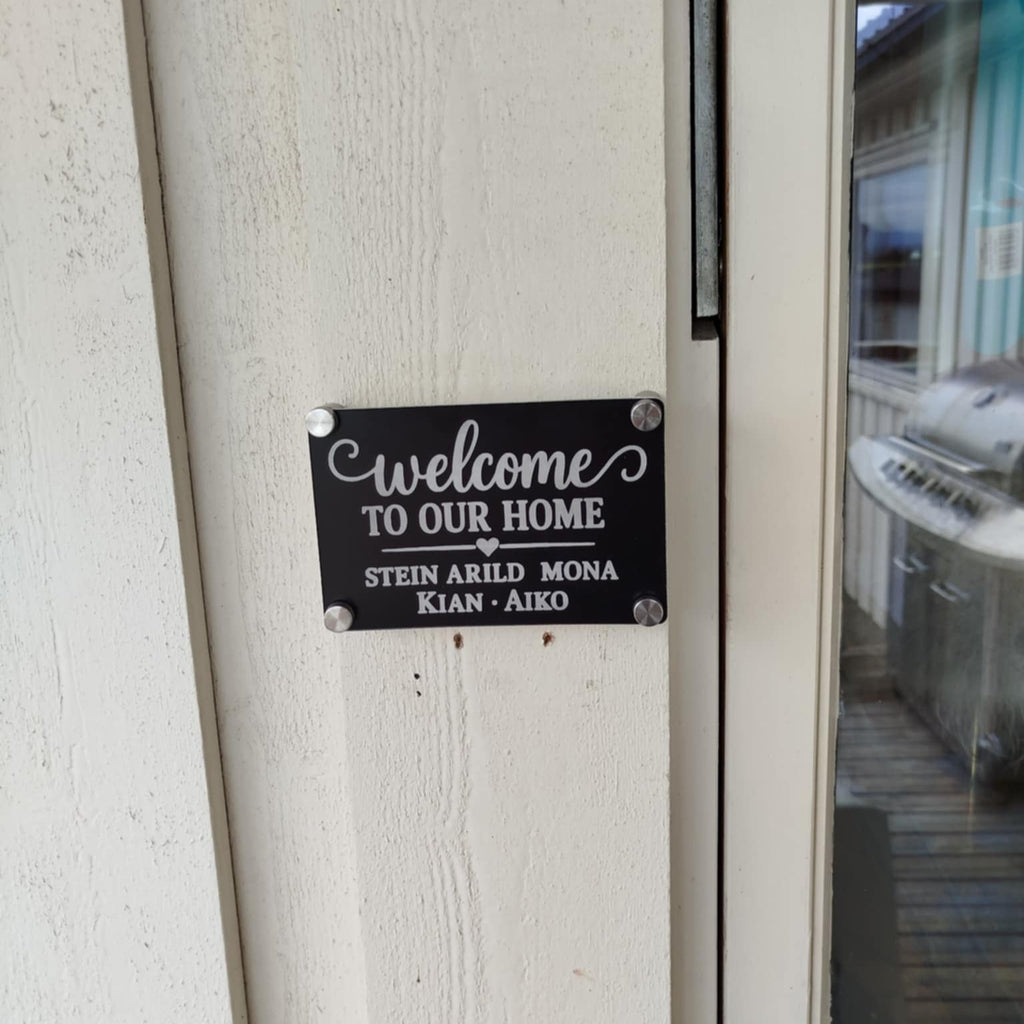 welcome
TO OUR HOME
STEIN ARILD MONA
KIAN · AIKO